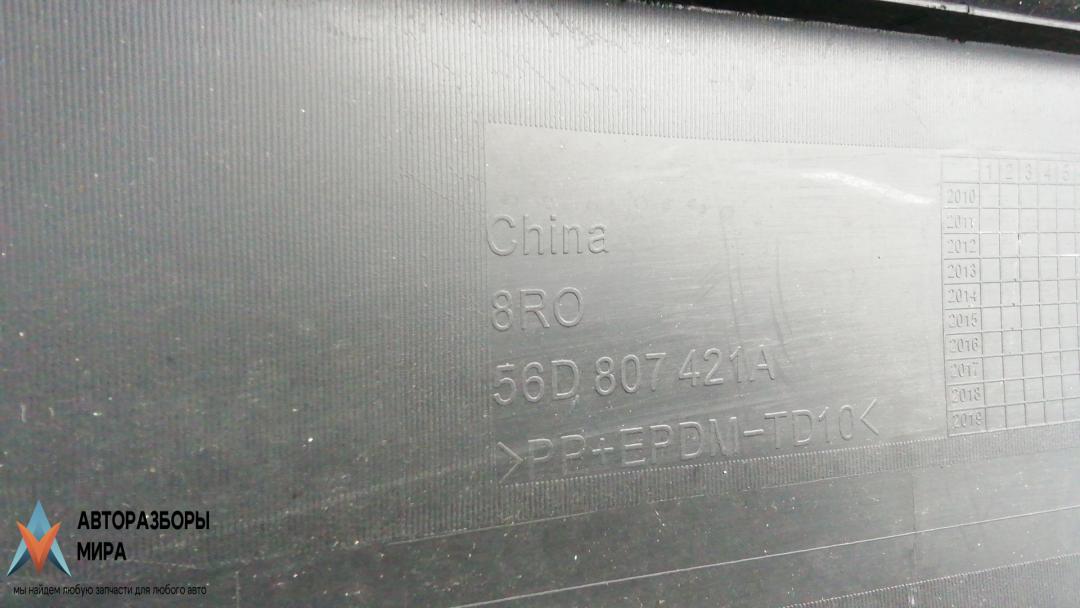 China
8RO
56D 807 421A
>PP+EPDM-TD10<
1 2 3 4 5
2010
2011
2012
2013
2014
2015
2016
2017
2018
2019
АВТОРАЗБОРЫ
МИРА
мы найдем любую запчасти для любого авто